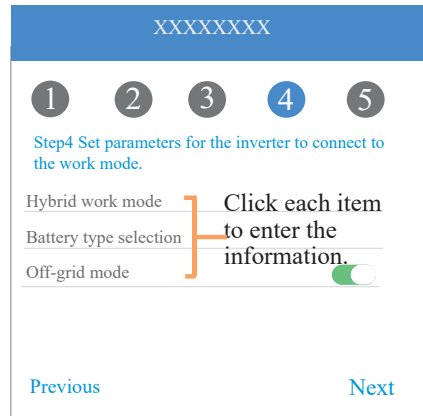 XXXXXXXX
1 2 3 4 5
Step4 Set parameters for the inverter to connect to
the work mode.
Hybrid work mode
Battery type selection
Off-grid mode
Click each item
to enter the
information.
Previous Next